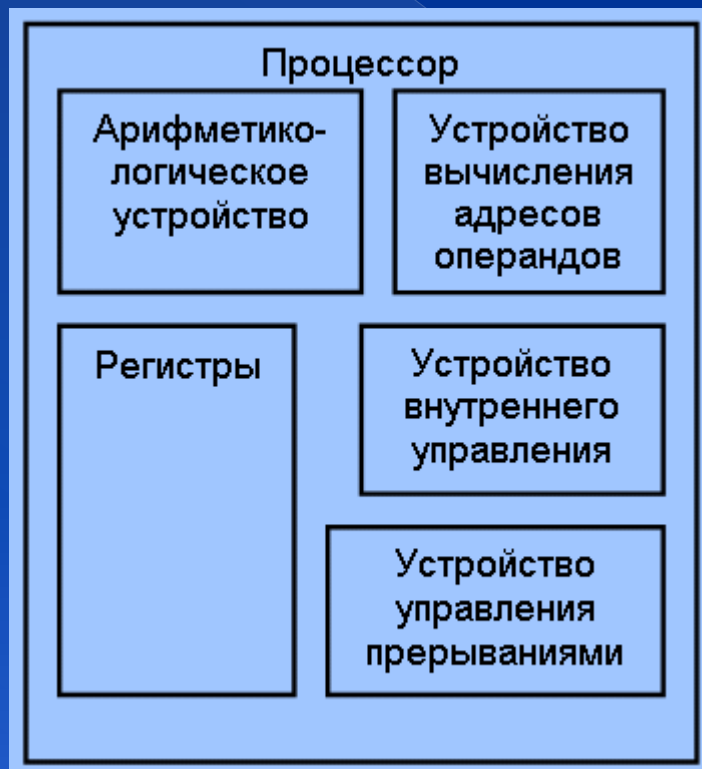 Процессор
Арифметико-
логическое
устройство
Устройство
вычисления
адресов
операндов
Регистры
Устройство
внутреннего
управления
Устройство
управления
прерываниями